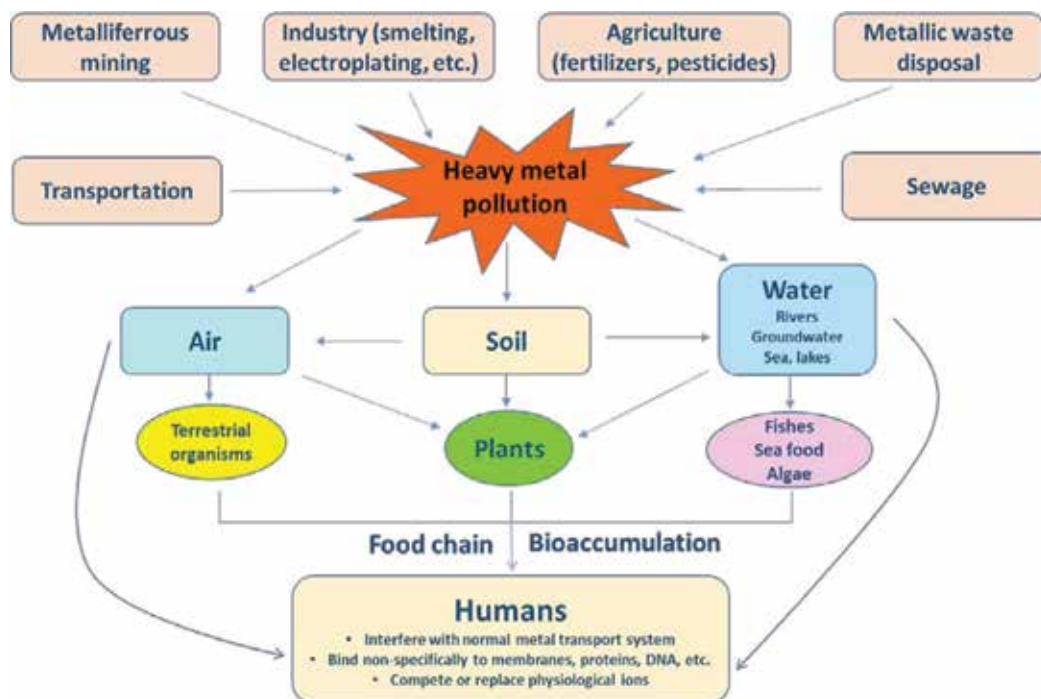 Metalliferrous
mining
Industry (smelting,
electroplating, etc.)
Agriculture
(fertilizers, pesticides)
Metallic waste
disposal
Transportation
Heavy metal
pollution
Sewage
Air
Soil
Water
Rivers
Groundwater
Sea, lakes
Terrestrial
organisms
Plants
Fishes
Sea food
Algae
Food chain
Bioaccumulation
Humans
• Interfere with normal metal transport system
• Bind non-specifically to membranes, proteins, DNA, etc.
• Compete or replace physiological ions